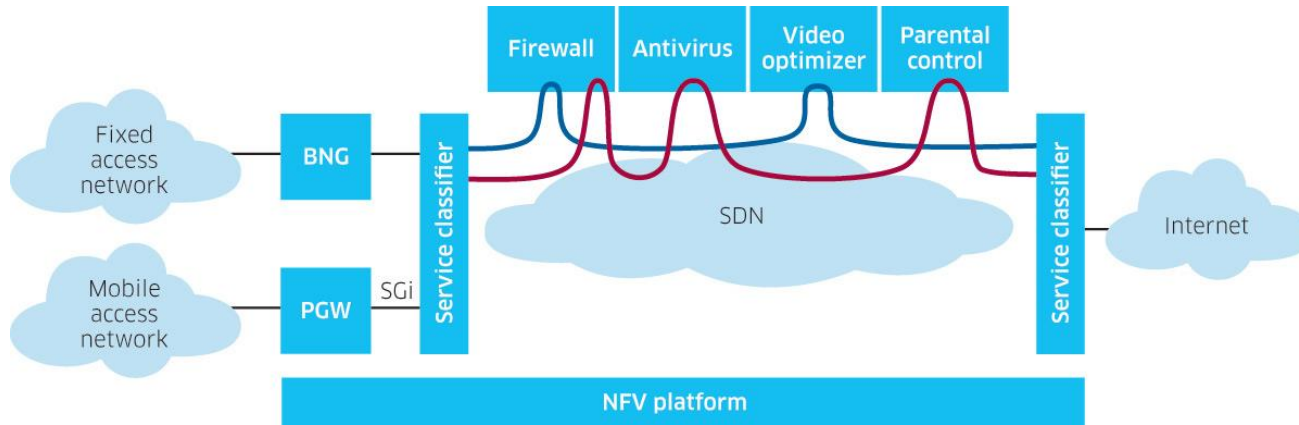 Firewall
Antivirus
Video
optimizer
Parental
control
Fixed
access
network
BNG
Service classifier
SDN
Service classifier
Internet
Mobile
access
network
PGW
SGi
NFV platform